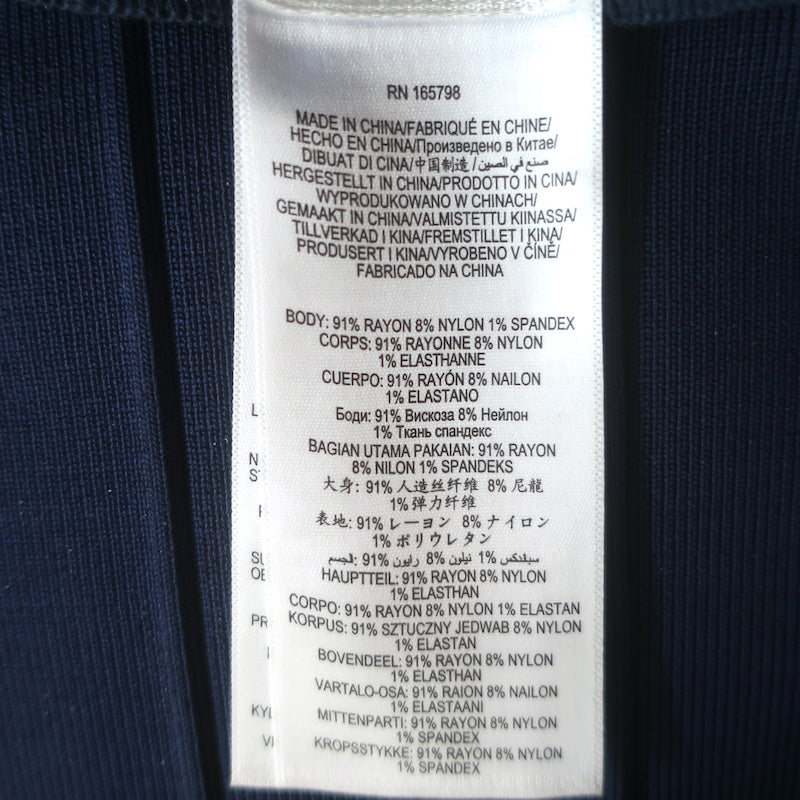 RN 165798
MADE IN CHINA/FABRIQUÉ EN CHINE/
HECHO EN CHINA/Произведено в Китае/
DIBUAT DI CINA/中国制造/صنع في الصين/
HERGESTELLT IN CHINA/PRODOTTO IN CINA/
WYPRODUKOWANO W CHINACH/
GEMAAKT IN CHINA/VALMISTETTU KIINASSA/
TILLVERKAD I KINA/FREMSTILLET I KINA/
PRODUSERT I KINA/VYROBENO V ČÍNĚ/
FABRICADO NA CHINA
BODY: 91% RAYON 8% NYLON 1% SPANDEX
CORPS: 91% RAYONNE 8% NYLON
1% ELASTHANNE
CUERPO: 91% RAYÓN 8% NAILON
1% ELASTANO
Боди: 91% Вискоза 8% Нейлон
1% Ткань спандекс
BAGIAN UTAMA PAKAIAN: 91% RAYON
8% NILON 1% SPANDEKS
大身: 91% 人造丝纤维 8% 尼龍
1% 弹力纤维
表地: 91% レーヨン 8% ナイロン
1% ポリウレタン
الجسم: 91% رايون 8% نيلون 1% سبلندكس
HAUPTTEIL: 91% RAYON 8% NYLON
1% ELASTHAN
CORPO: 91% RAYON 8% NYLON 1% ELASTAN
KORPUS: 91% SZTUCZNY JEDWAB 8% NYLON
1% ELASTAN
BOVENDEEL: 91% RAYON 8% NYLON
1% ELASTHAN
VARTALO-OSA: 91% RAION 8% NAILON
1% ELASTAANI
MITTENPARTI: 91% RAYON 8% NYLON
1% SPANDEX
KROPSSTYKKE: 91% RAYON 8% NYLON
1% SPANDEX